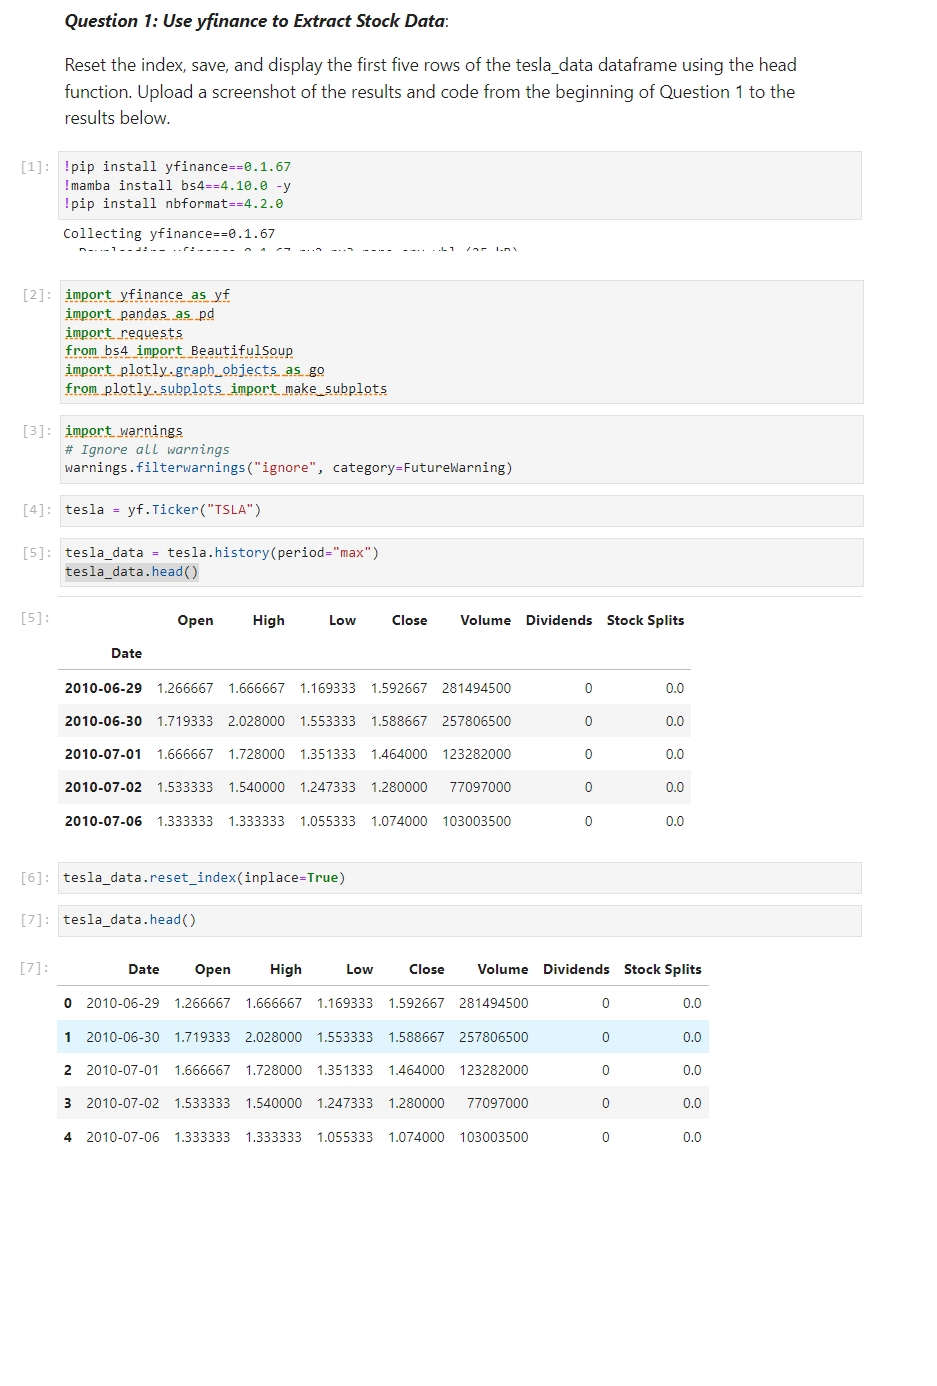 Question 1: Use yfinance to Extract Stock Data:
Reset the index, save, and display the first five rows of the tesla_data dataframe using the head
function. Upload a screenshot of the results and code from the beginning of Question 1 to the
results below.
[1]: !pip install yfinance==0.1.67
!mamba install bs4==4.10.0 -y
!pip install nbformat==4.2.0
Collecting yfinance==0.1.67
[2]: import yfinance as yf
import pandas as pd
import requests
from bs4 import BeautifulSoup
import plotly.graph_objects as go
from plotly.subplots import make_subplots
[3]: import warnings
# Ignore all warnings
warnings.filterwarnings("ignore", category=FutureWarning)
[4]: tesla = yf.Ticker("TSLA")
[5]: tesla_data = tesla.history(period="max")
tesla_data.head()
[5]: Open High Low Close Volume Dividends Stock Splits
Date
2010-06-29 1.266667 1.666667 1.169333 1.592667 281494500 0 0.0
2010-06-30 1.719333 2.028000 1.553333 1.588667 257806500 0 0.0
2010-07-01 1.666667 1.728000 1.351333 1.464000 123282000 0 0.0
2010-07-02 1.533333 1.540000 1.247333 1.280000 77097000 0 0.0
2010-07-06 1.333333 1.333333 1.055333 1.074000 103003500 0 0.0
[6]: tesla_data.reset_index(inplace=True)
[7]: tesla_data.head()
[7]: Date Open High Low Close Volume Dividends Stock Splits
0 2010-06-29 1.266667 1.666667 1.169333 1.592667 281494500 0 0.0
1 2010-06-30 1.719333 2.028000 1.553333 1.588667 257806500 0 0.0
2 2010-07-01 1.666667 1.728000 1.351333 1.464000 123282000 0 0.0
3 2010-07-02 1.533333 1.540000 1.247333 1.280000 77097000 0 0.0
4 2010-07-06 1.333333 1.333333 1.055333 1.074000 103003500 0 0.0